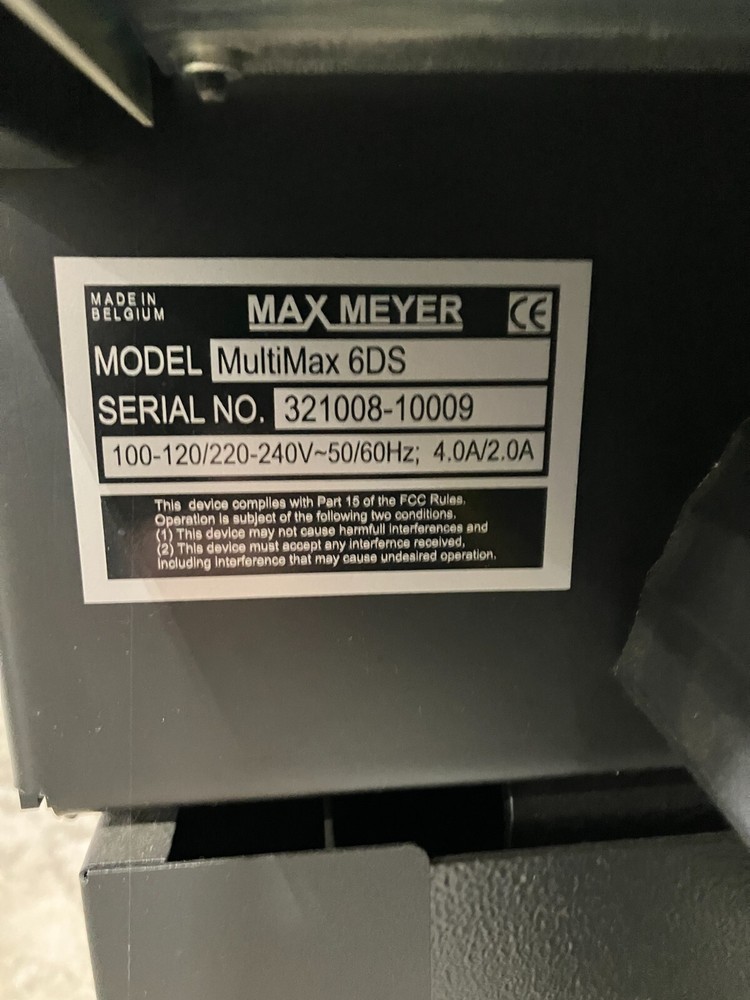 MADE IN
BELGIUM
MAX MEYER
CE
MODEL MultiMax 6DS
SERIAL NO. 321008-10009
100-120/220-240V~50/60Hz; 4.0A/2.0A
This device complies with Part 15 of the FCC Rules.
Operation is subject of the following two conditions.
(1) This device may not cause harmfull interferences and
(2) This device must accept any interfernce received,
including interference that may cause undesired operation.